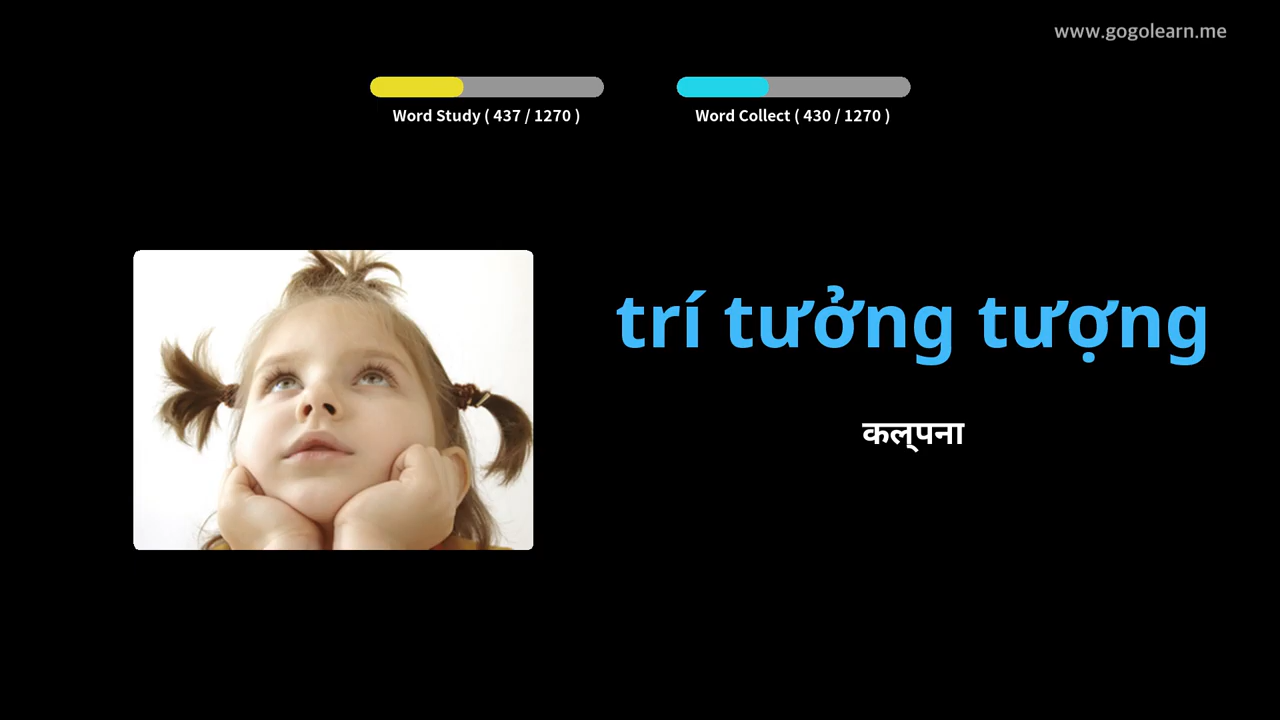 www.gogolearn.me
Word Study ( 437 / 1270 )
Word Collect ( 430 / 1270 )
trí tưởng tượng
कल्पना